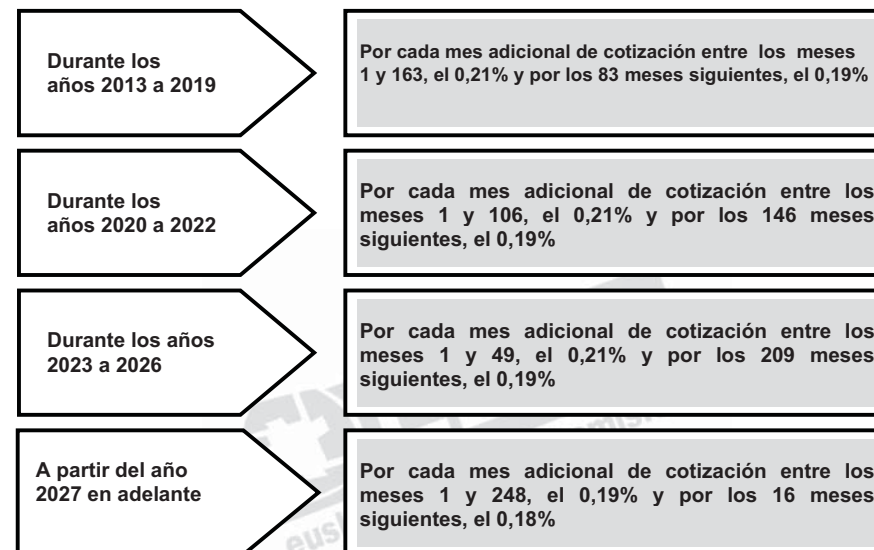 Durante los
años 2013 a 2019
Por cada mes adicional de cotización entre los meses
1 y 163, el 0,21% y por los 83 meses siguientes, el 0,19%
Durante los
años 2020 a 2022
Por cada mes adicional de cotización entre los
meses 1 y 106, el 0,21% y por los 146 meses
siguientes, el 0,19%
Durante los años
2023 a 2026
Por cada mes adicional de cotización entre los
meses 1 y 49, el 0,21% y por los 209 meses
siguientes, el 0,19%
A partir del año
2027 en adelante
Por cada mes adicional de cotización entre los
meses 1 y 248, el 0,19% y por los 16 meses
siguientes, el 0,18%